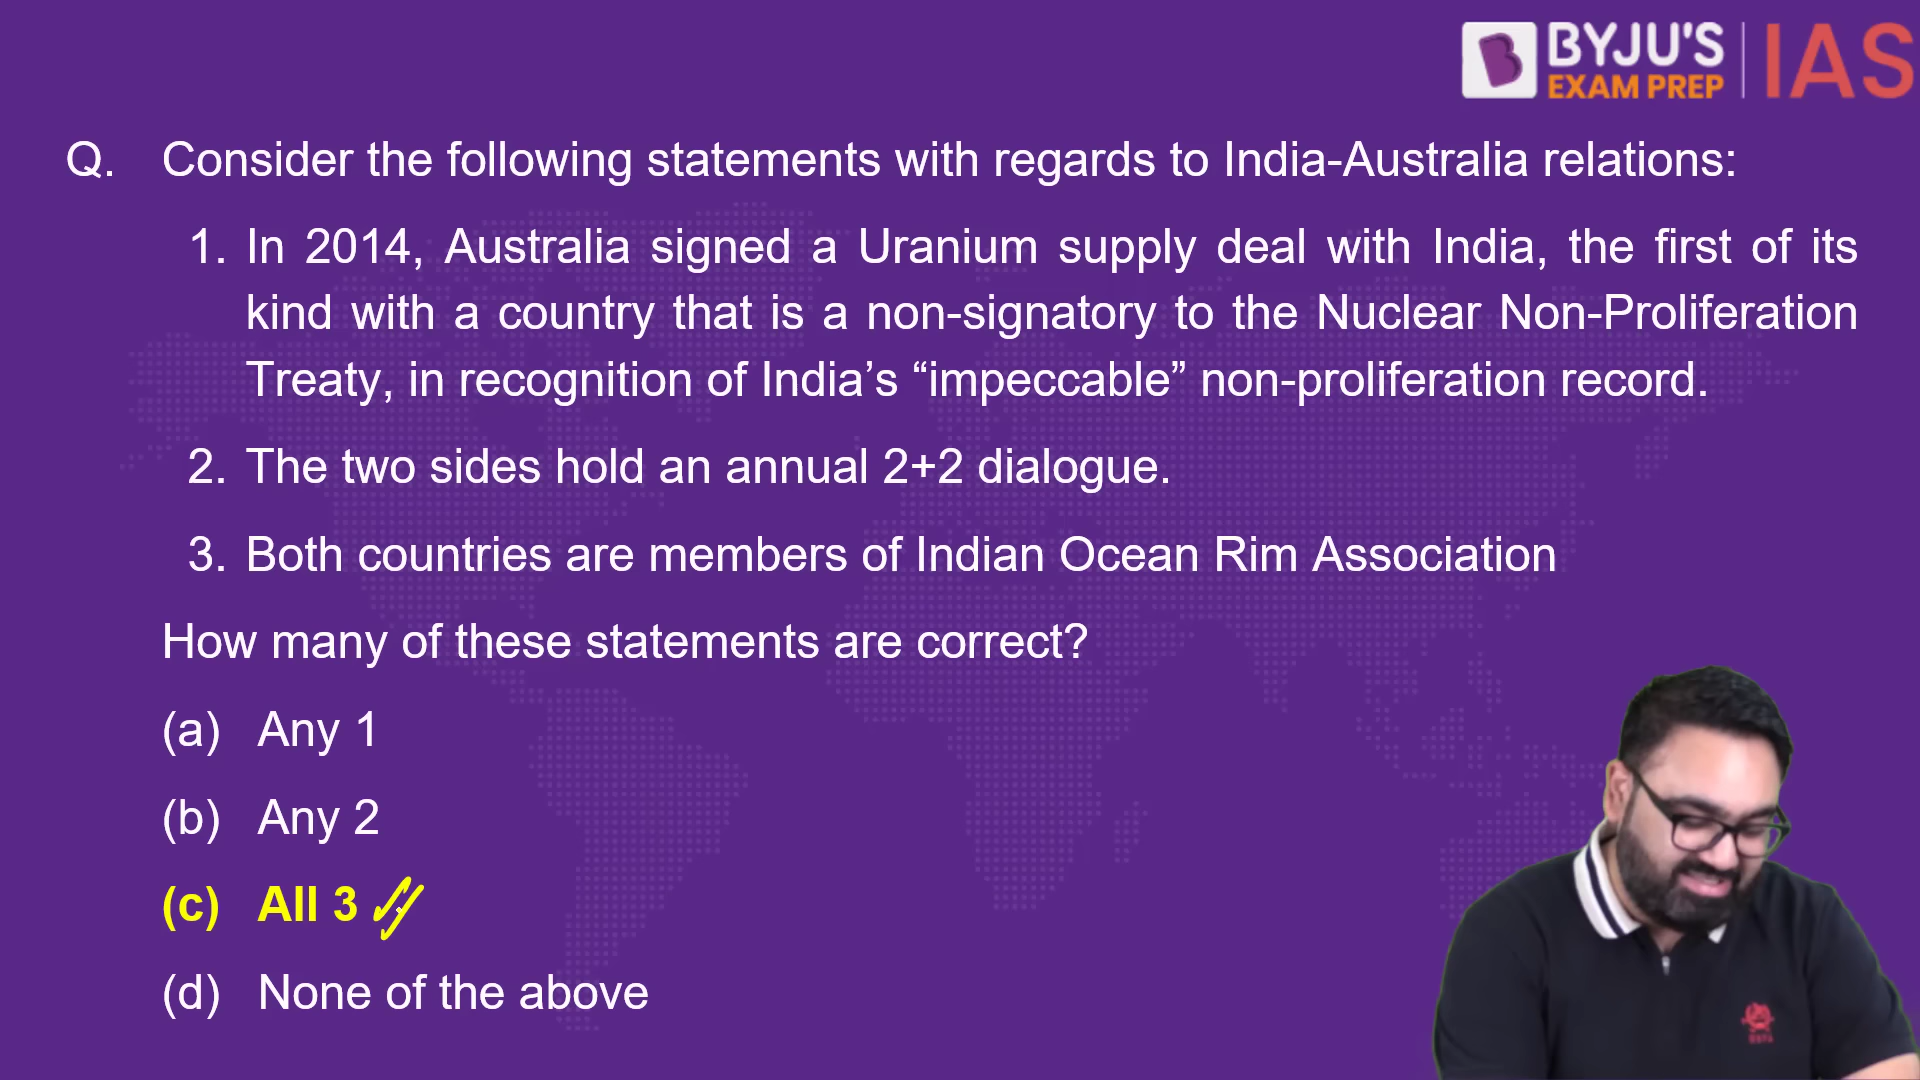 BYJU'S
EXAM PREP
IAS
Q. Consider the following statements with regards to India-Australia relations:
1. In 2014, Australia signed a Uranium supply deal with India, the first of its
kind with a country that is a non-signatory to the Nuclear Non-Proliferation
Treaty, in recognition of India’s “impeccable” non-proliferation record.
2. The two sides hold an annual 2+2 dialogue.
3. Both countries are members of Indian Ocean Rim Association
How many of these statements are correct?
(a) Any 1
(b) Any 2
(c) All 3
(d) None of the above